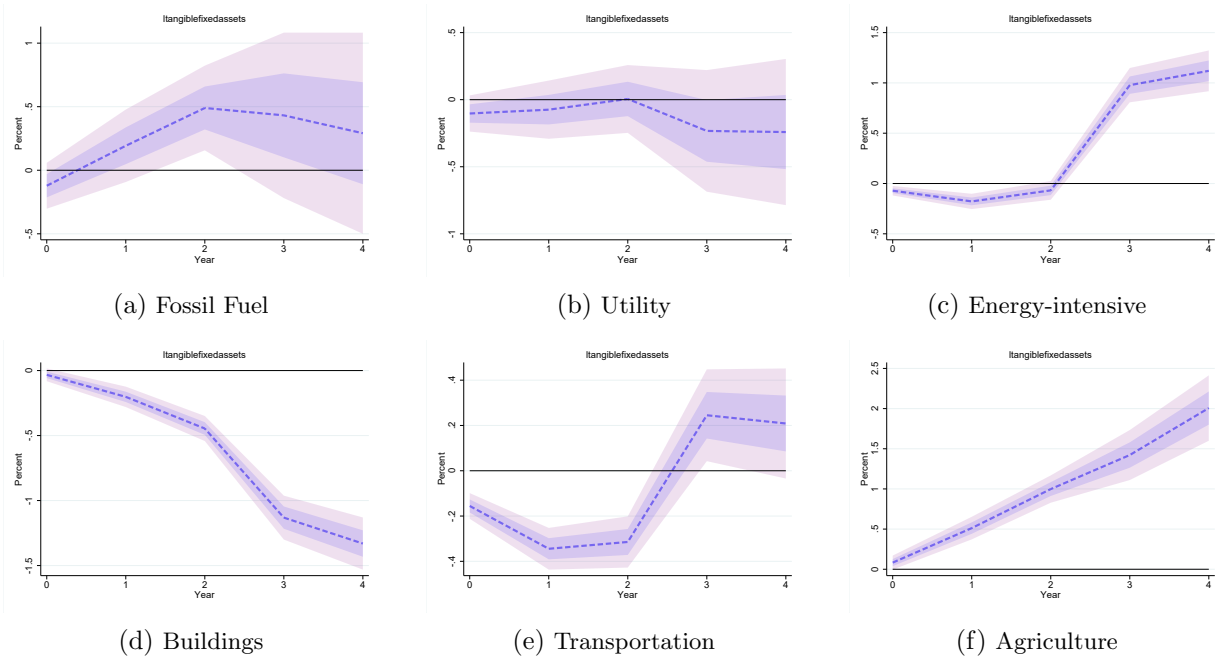 ltangiblefixedassets
Percent
1
.5
0
-.5
0 1 2 3 4
Year
(a) Fossil Fuel
ltangiblefixedassets
Percent
.5
0
-.5
-1
0 1 2 3 4
Year
(b) Utility
ltangiblefixedassets
Percent
1.5
1
.5
0
-.5
0 1 2 3 4
Year
(c) Energy-intensive
ltangiblefixedassets
Percent
0
-.5
-1
-1.5
0 1 2 3 4
Year
(d) Buildings
ltangiblefixedassets
Percent
.4
.2
0
-.2
-.4
0 1 2 3 4
Year
(e) Transportation
ltangiblefixedassets
Percent
2.5
2
1.5
1
.5
0
0 1 2 3 4
Year
(f) Agriculture